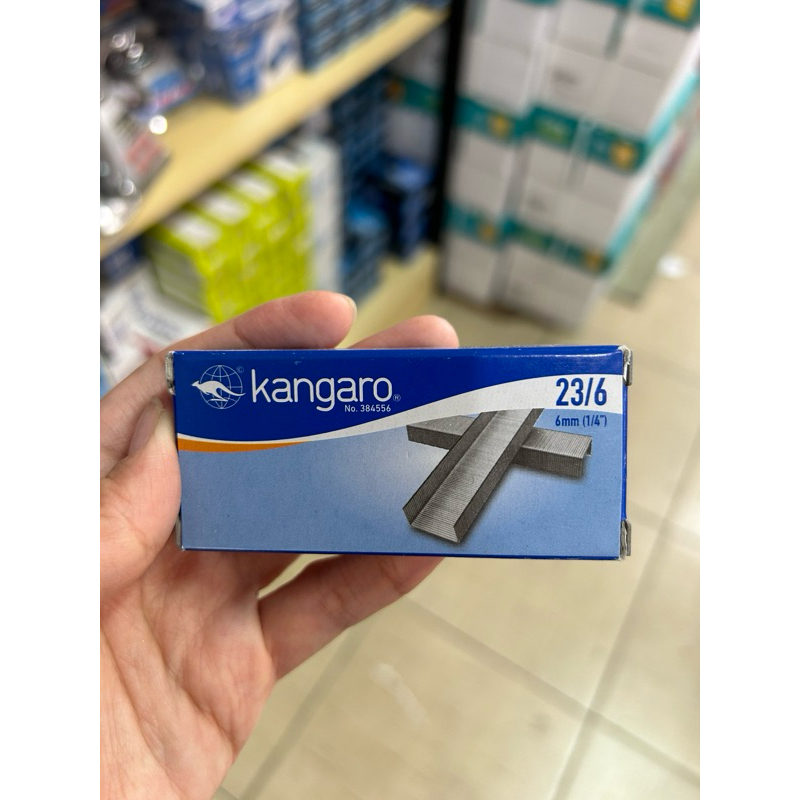 kangaro®
No. 384556
23/6
6mm (1/4")